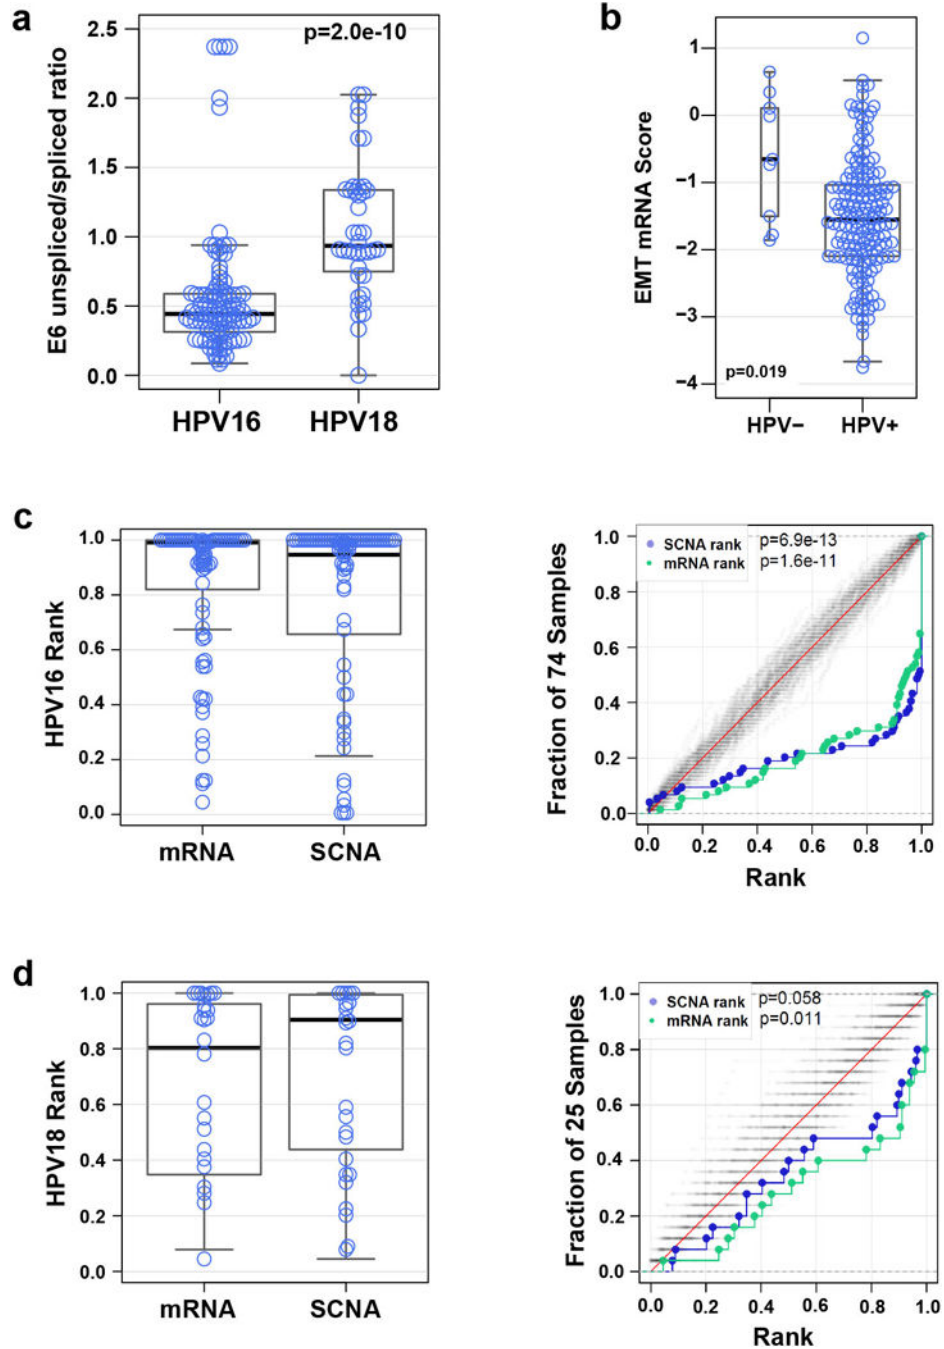 a
p=2.0e-10
E6 unspliced/spliced ratio
2.5
2.0
1.5
1.0
0.5
0.0
HPV16 HPV18
b
EMT mRNA Score
1
0
−1
−2
−3
−4
p=0.019
HPV− HPV+
c
HPV16 Rank
1.0
0.8
0.6
0.4
0.2
0.0
mRNA SCNA
Fraction of 74 Samples
SCNA rank p=6.9e-13
mRNA rank p=1.6e-11
1.0
0.8
0.6
0.4
0.2
0.0
0.0 0.2 0.4 0.6 0.8 1.0
Rank
d
HPV18 Rank
1.0
0.8
0.6
0.4
0.2
0.0
mRNA SCNA
Fraction of 25 Samples
SCNA rank p=0.058
mRNA rank p=0.011
1.0
0.8
0.6
0.4
0.2
0.0
0.0 0.2 0.4 0.6 0.8 1.0
Rank